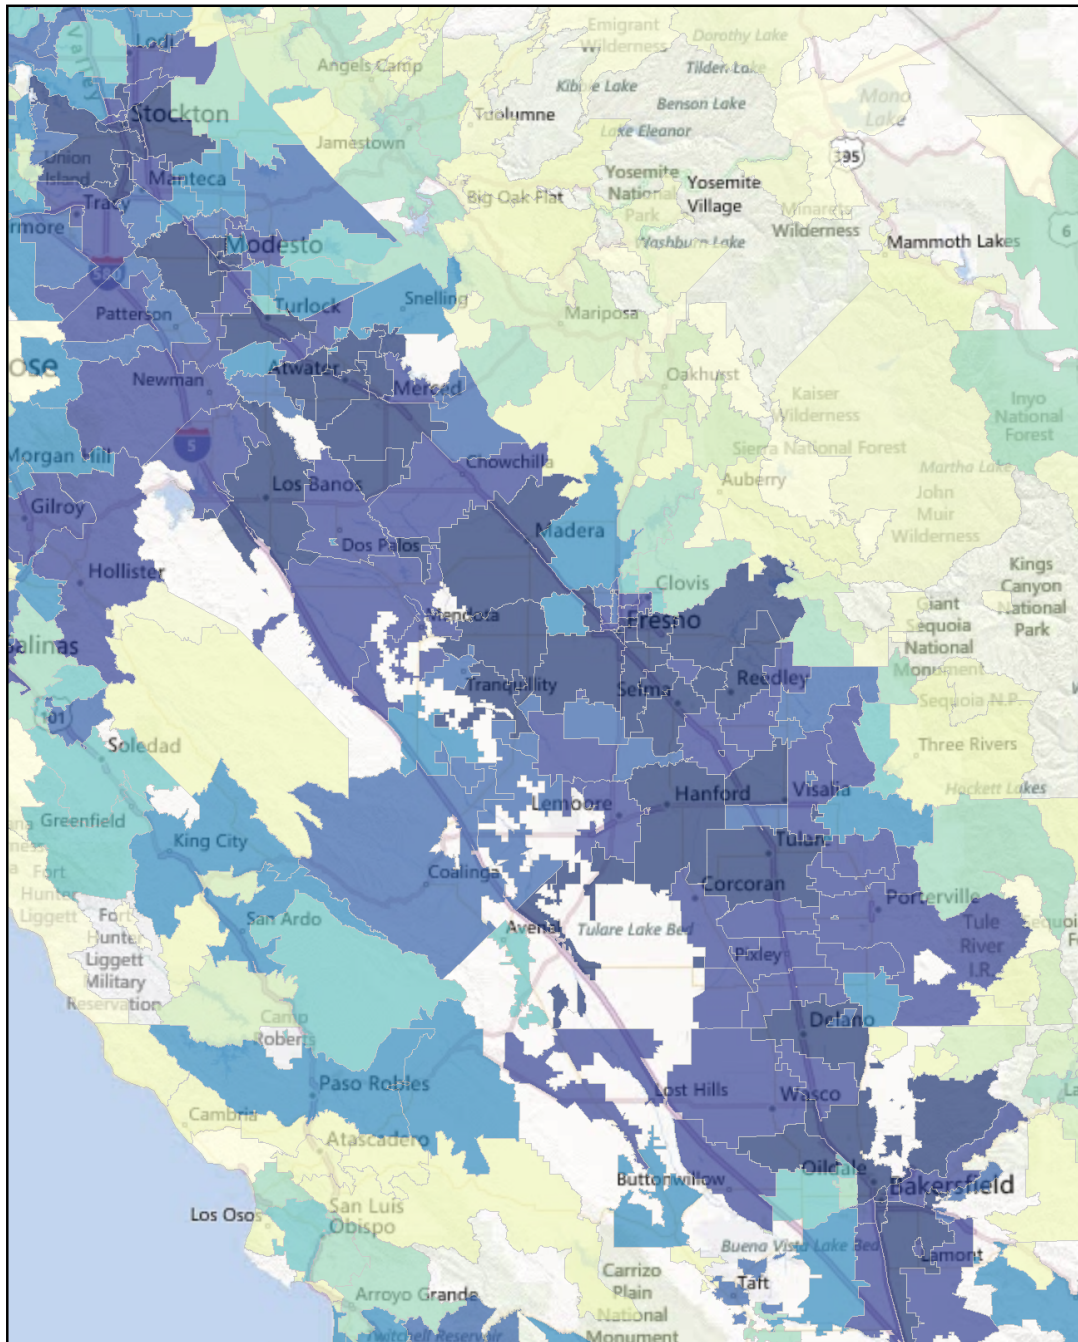 Lodi
Valley
Emigrant
Wilderness
Dorothy Lake
Angels Camp
Tilden Lake
Kibbie Lake
Benson Lake
Mono
Lake
Stockton
Tuolumne
Lake Eleanor
Jamestown
395
Union
Island
Manteca
Yosemite
National
Park
Yosemite
Village
Tracy
Big Oak Flat
Minarets
Wilderness
6
ermore
Modesto
Washburn Lake
Mammoth Lakes
580
Turlock
Snelling
Patterson
Mariposa
ose
Atwater
Merced
Newman
Oakhurst
Kaiser
Wilderness
Inyo
National
Forest
5
Morgan Hill
Sierra National Forest
Chowchilla
Martha Lake
Los Banos
Auberry
Gilroy
John
Muir
Wilderness
Madera
Dos Palos
Hollister
Clovis
Kings
Canyon
National
Park
Mendota
Fresno
Giant
Sequoia
National
Monument
alinas
Tranquillity
Selma
Reedley
Sequoia N.P.
101
Soledad
Three Rivers
Hackett Lakes
Lemoore
Hanford
Visalia
Greenfield
King City
Fort
Hunter
Liggett
Coalinga
Corcoran
Porterville
San Ardo
Fort
Hunter
Liggett
Military
Reservation
Tulare Lake Bed
Tule
River
I.R.
Pixley
Camp
Roberts
Delano
Paso Robles
Lost Hills
Wasco
Cambria
Atascadero
Oildale
Buttonwillow
Bakersfield
San Luis
Obispo
Los Osos
Buena Vista Lake Bed
Lamont
Carrizo
Plain
National
Monument
Taft
Arroyo Grande
Twitchell Reservoir